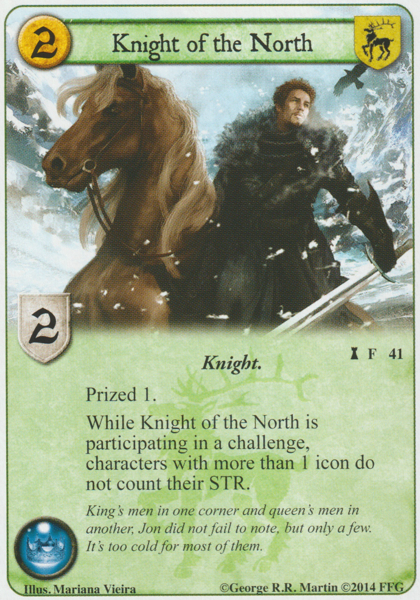 2
Knight of the North
2
Knight.
F 41
Prized 1.
While Knight of the North is
participating in a challenge,
characters with more than 1 icon do
not count their STR.
King's men in one corner and queen's men in
another, Jon did not fail to note, but only a few.
It's too cold for most of them.
Illus. Mariana Vieira
©George R.R. Martin ©2014 FFG